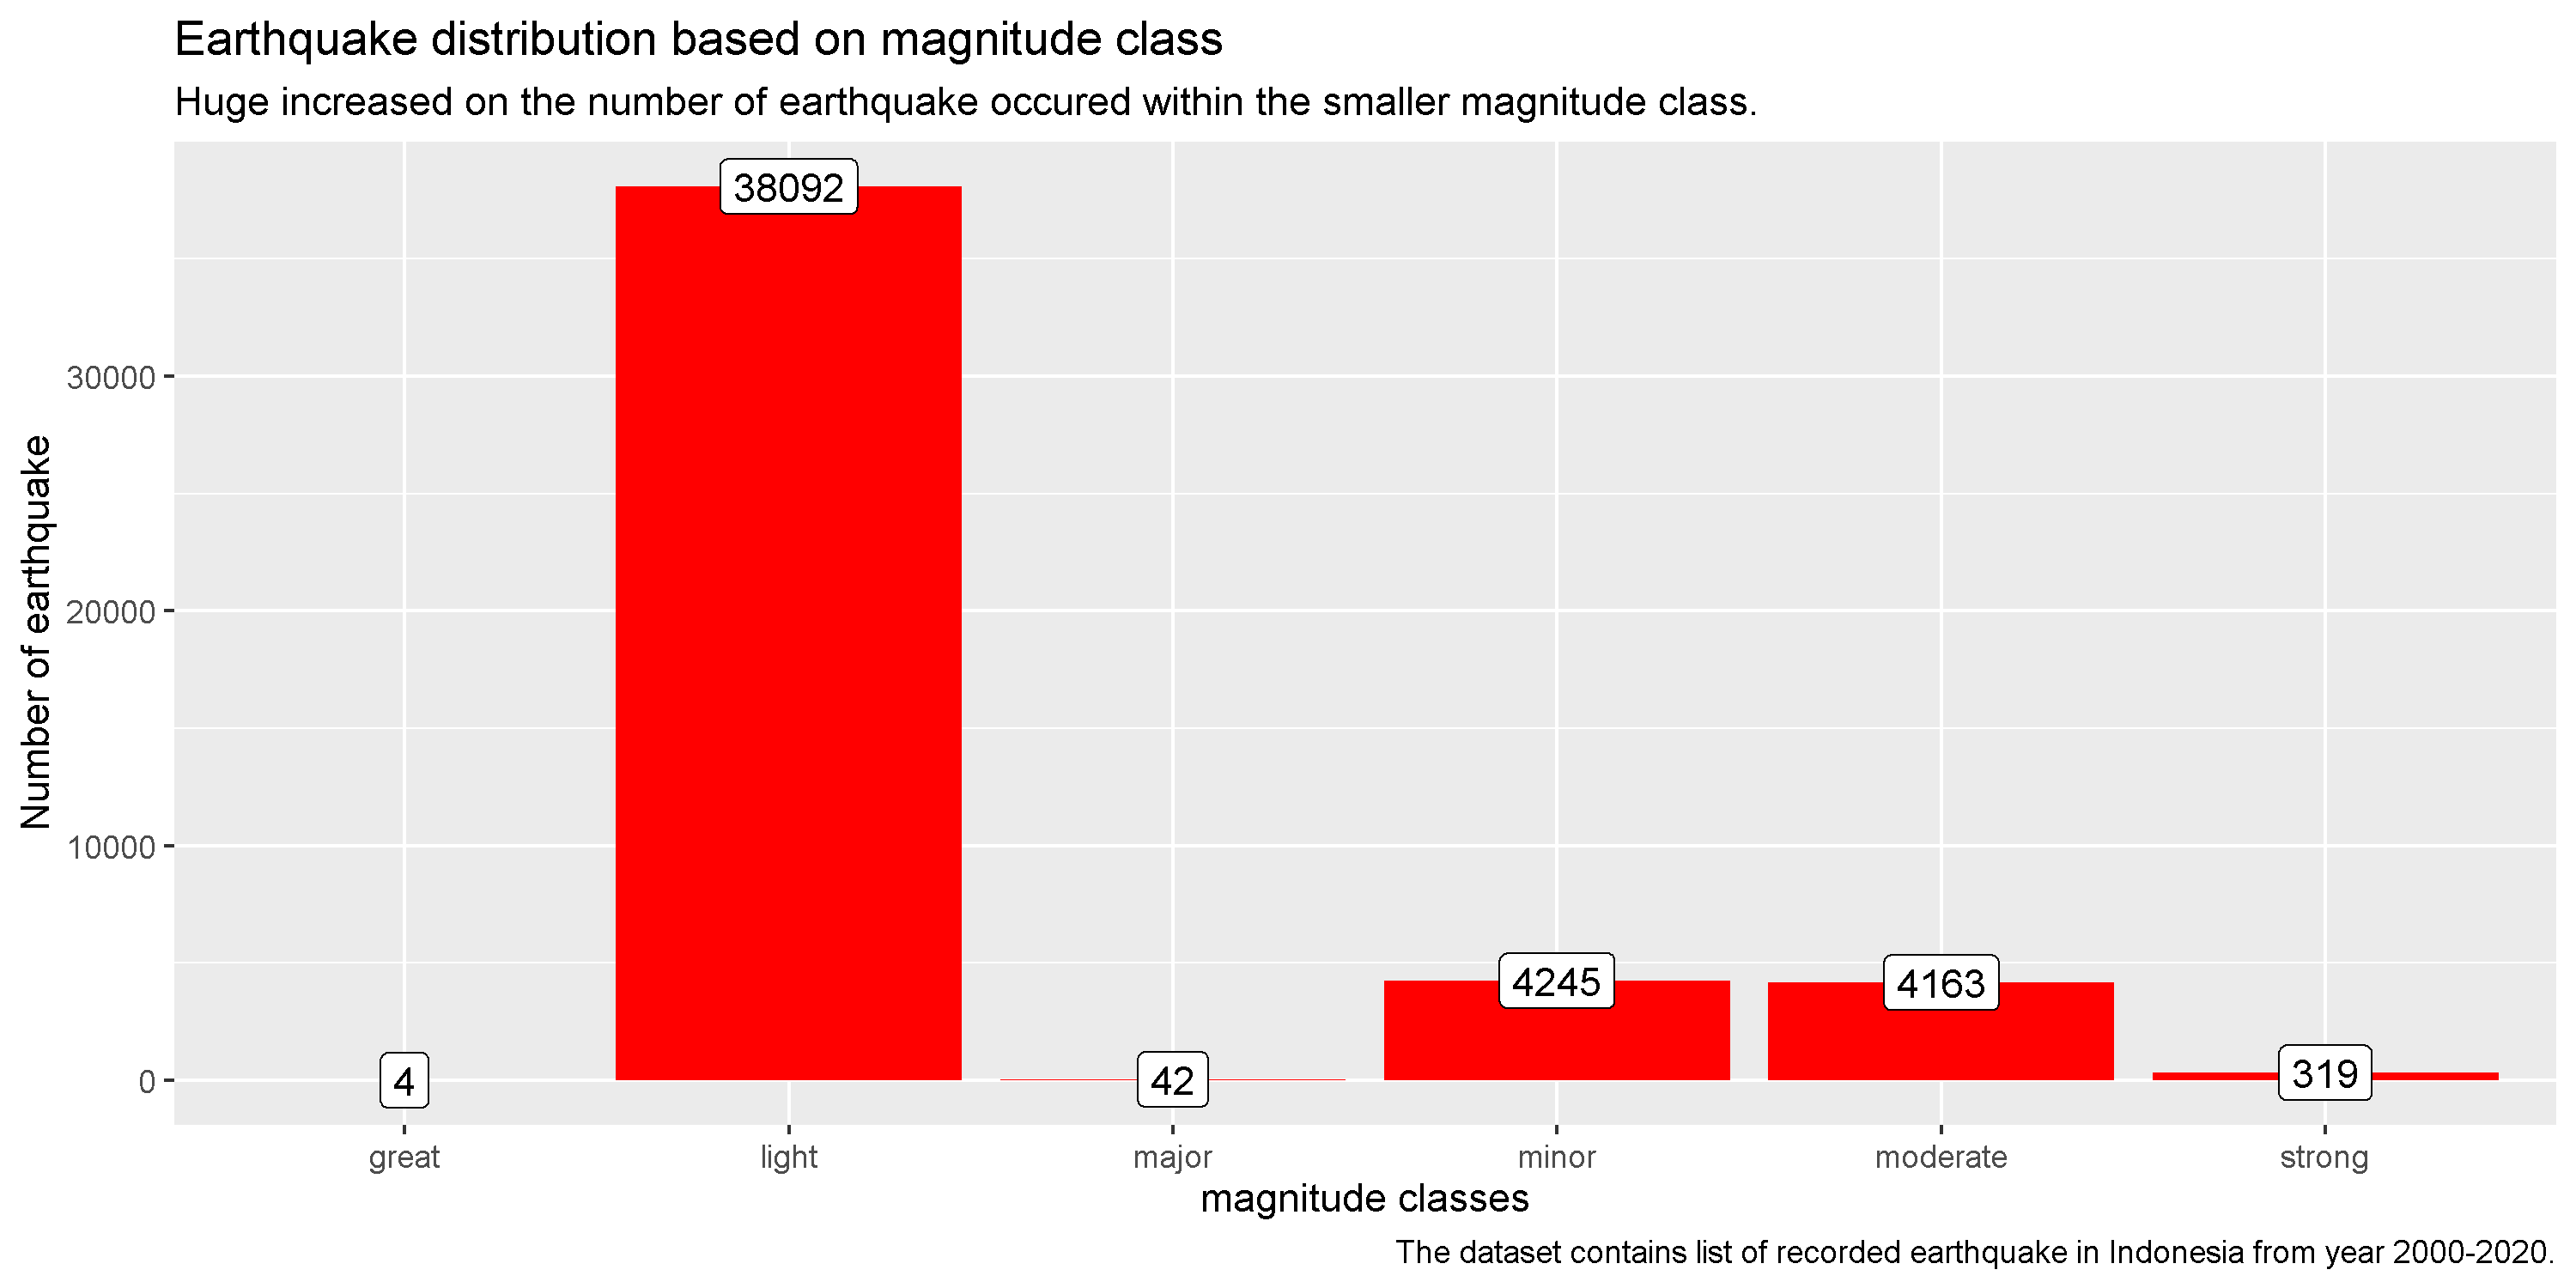 Earthquake distribution based on magnitude class
Huge increased on the number of earthquake occured within the smaller magnitude class.
Number of earthquake
30000
20000
10000
0
4
38092
42
4245
4163
319
great
light
major
minor
moderate
strong
magnitude classes
The dataset contains list of recorded earthquake in Indonesia from year 2000-2020.